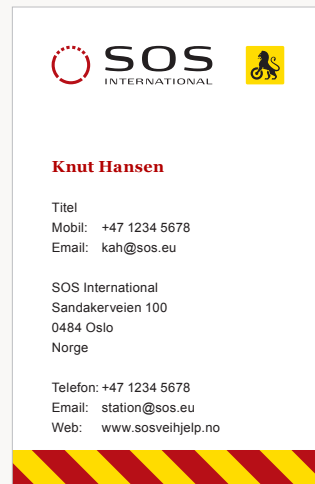 SOS
INTERNATIONAL
Knut Hansen
Titel
Mobil: +47 1234 5678
Email: kah@sos.eu
SOS International
Sandakerveien 100
0484 Oslo
Norge
Telefon: +47 1234 5678
Email: station@sos.eu
Web: www.sosveihjelp.no